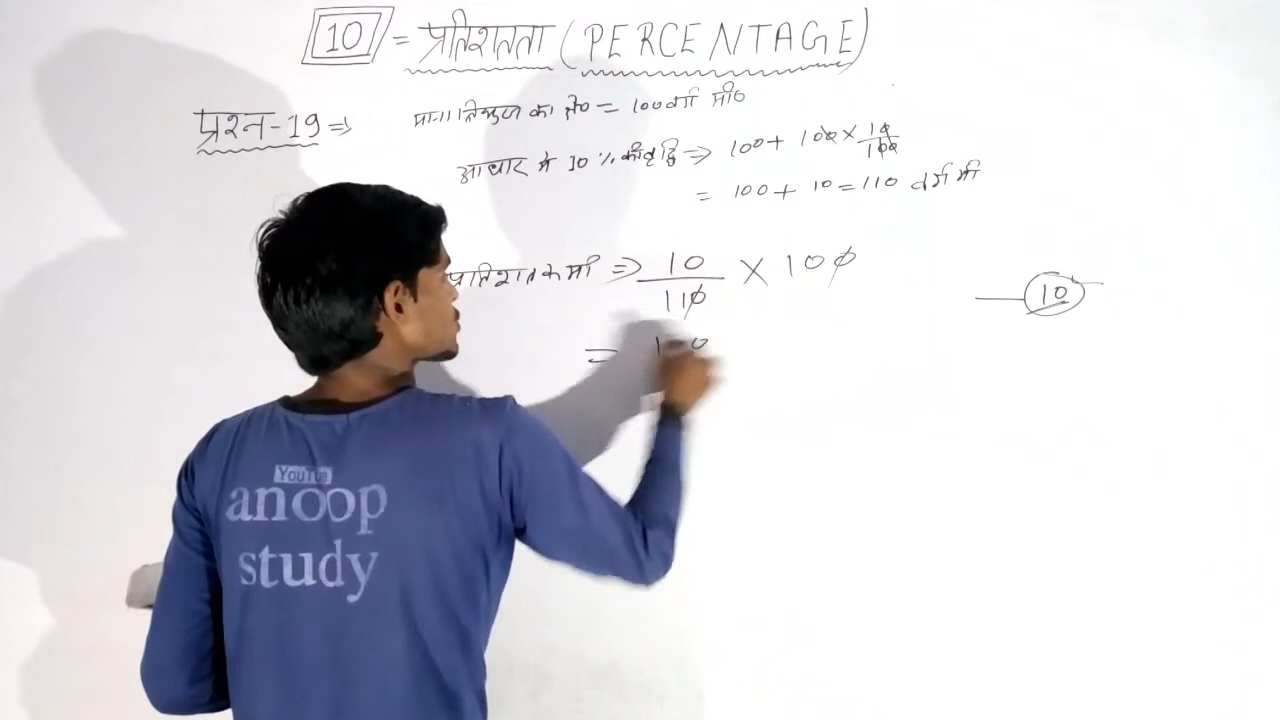 10 = प्रतिशतता (PERCENTAGE)
प्रश्न-19 ⇒
माना त्रिभुज का क्षे० = 100 वर्ग मी०
आधार मे 10% की वृद्धि ⇒ 100 + 100 × 10/100
= 100 + 10 = 110 वर्ग मी
प्रतिशत कमी ⇒ 10/110 × 100
10
=
YouTube
anoop
study